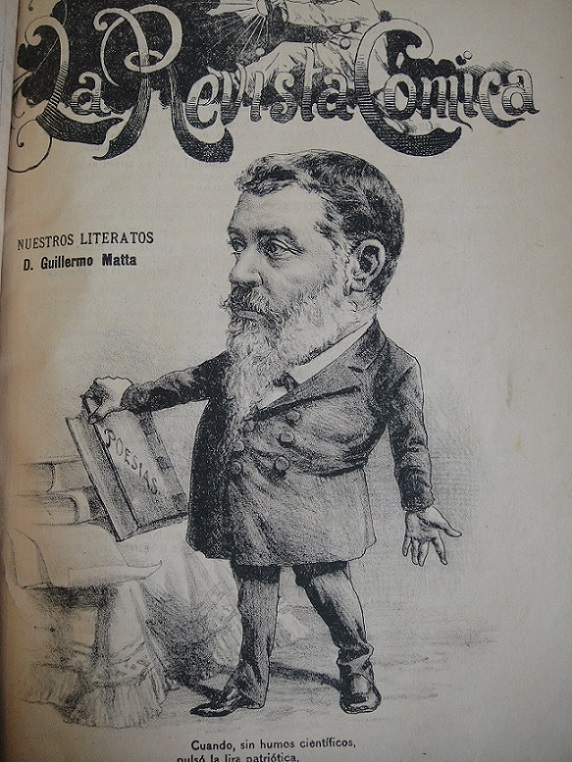 La Revista Cómica
NUESTROS LITERATOS
D. Guillermo Matta
POESIAS
Cuando, sin humos científicos,
pulsó la lira patriótica,